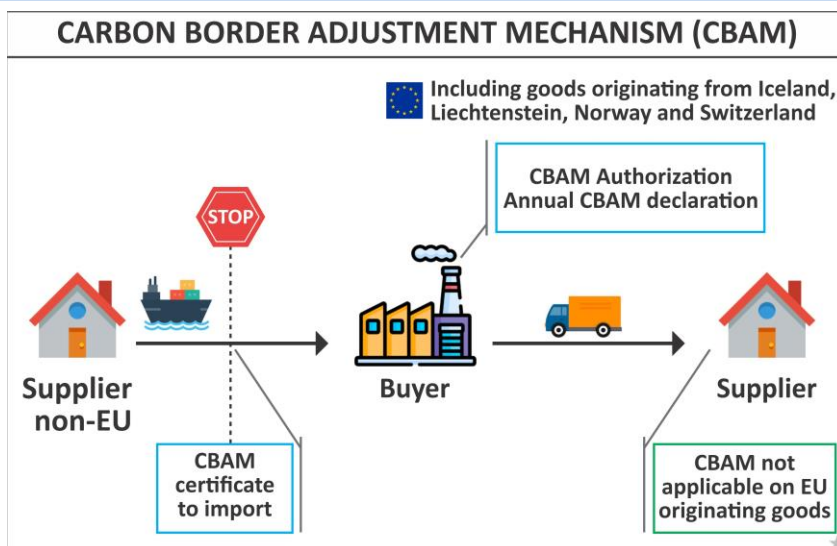 CARBON BORDER ADJUSTMENT MECHANISM (CBAM)
Including goods originating from Iceland,
Liechtenstein, Norway and Switzerland
CBAM Authorization
Annual CBAM declaration
STOP
Supplier
non-EU
Buyer
Supplier
CBAM
certificate
to import
CBAM not
applicable on EU
originating goods